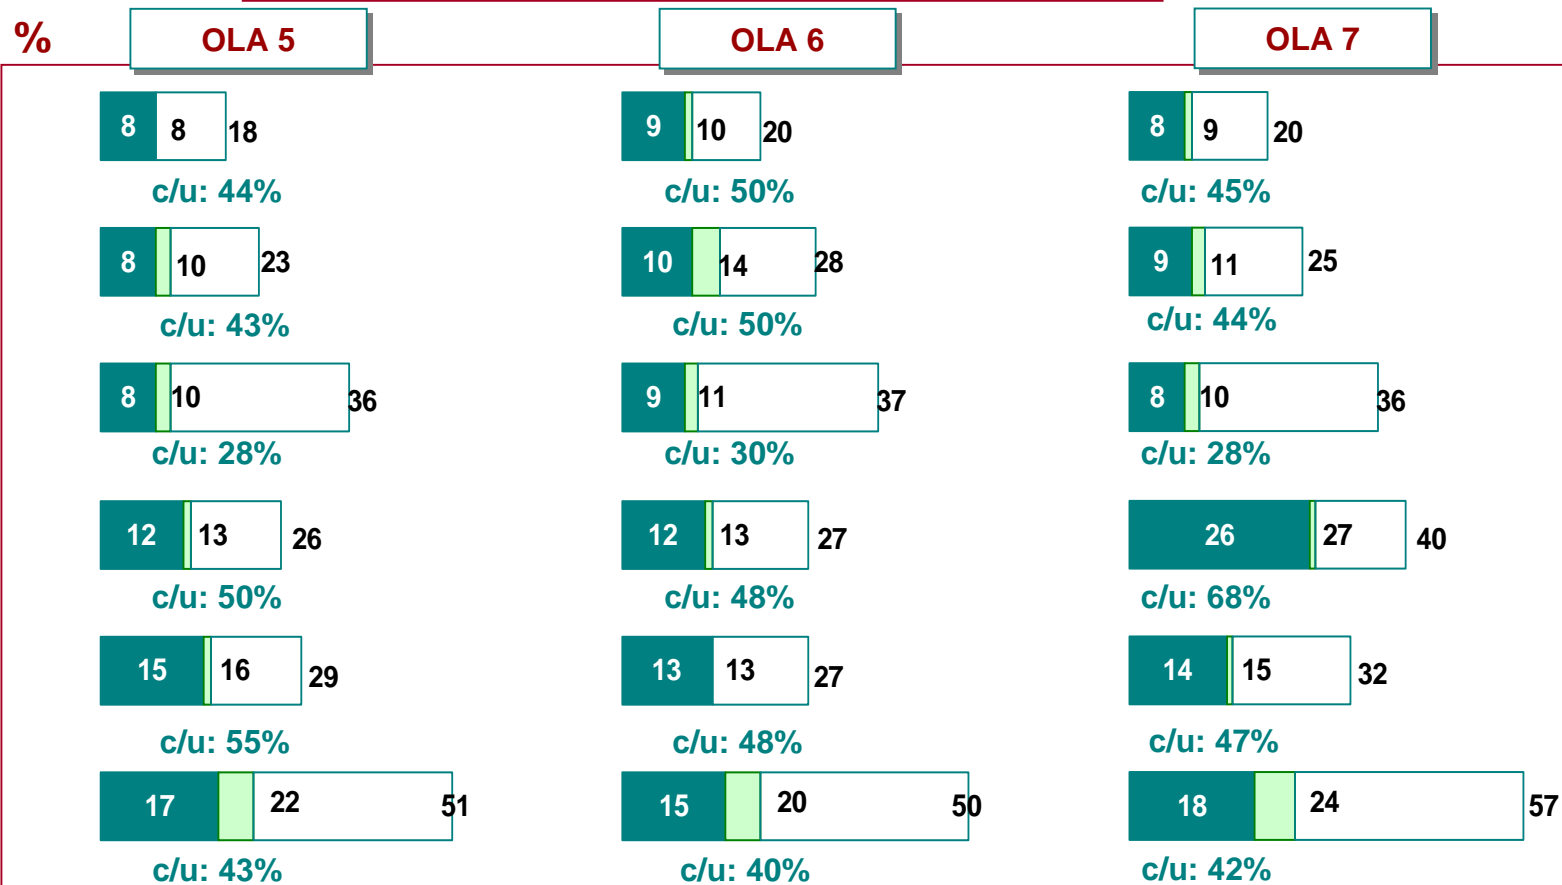 %
OLA 5 OLA 6 OLA 7
8 8 18 9 10 20 8 9 20
c/u: 44% c/u: 50% c/u: 45%
8 10 23 10 14 28 9 11 25
c/u: 43% c/u: 50% c/u: 44%
8 10 36 9 11 37 8 10 36
c/u: 28% c/u: 30% c/u: 28%
12 13 26 12 13 27 26 27 40
c/u: 50% c/u: 48% c/u: 68%
15 16 29 13 13 27 14 15 32
c/u: 55% c/u: 48% c/u: 47%
17 22 51 15 20 50 18 24 57
c/u: 43% c/u: 40% c/u: 42%